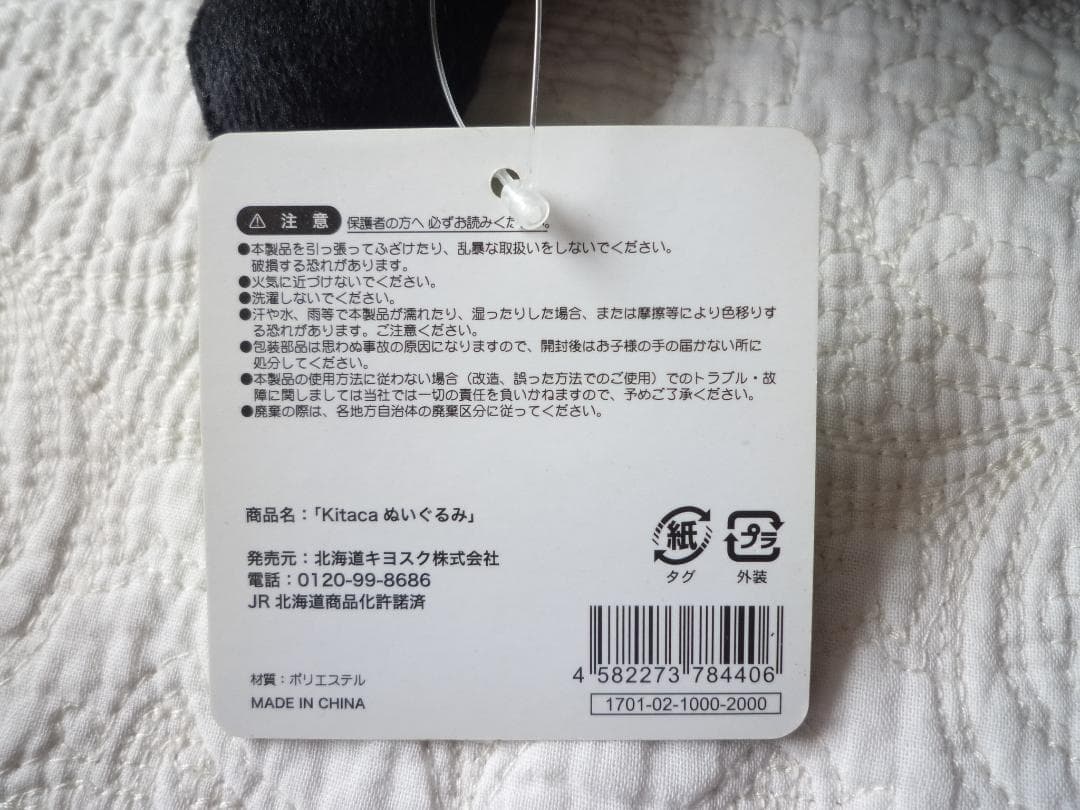 ⚠ 注意 保護者の方へ 必ずお読みくだ
●本製品を引っ張ってふざけたり、乱暴な取扱いをしないでください。
破損する恐れがあります。
●火気に近づけないでください。
●洗濯しないでください。
●汗や水、雨等で本製品が濡れたり、湿ったりした場合、または摩擦等により色移りす
る恐れがあります。ご注意ください。
●包装部品は思わぬ事故の原因になりますので、開封後はお子様の手の届かない所に
処分してください。
●本製品の使用方法に従わない場合（改造、誤った方法でのご使用）でのトラブル・故
障に関しましては当社では一切の責任を負いかねますので、予めご了承ください。
●廃棄の際は、各地方自治体の廃棄区分に従ってください。
商品名：「Kitaca ぬいぐるみ」
発売元：北海道キヨスク株式会社
電話：0120-99-8686
JR 北海道商品化許諾済
紙 プラ
タグ 外装
材質：ポリエステル
MADE IN CHINA
4 582273 784406
1701-02-1000-2000